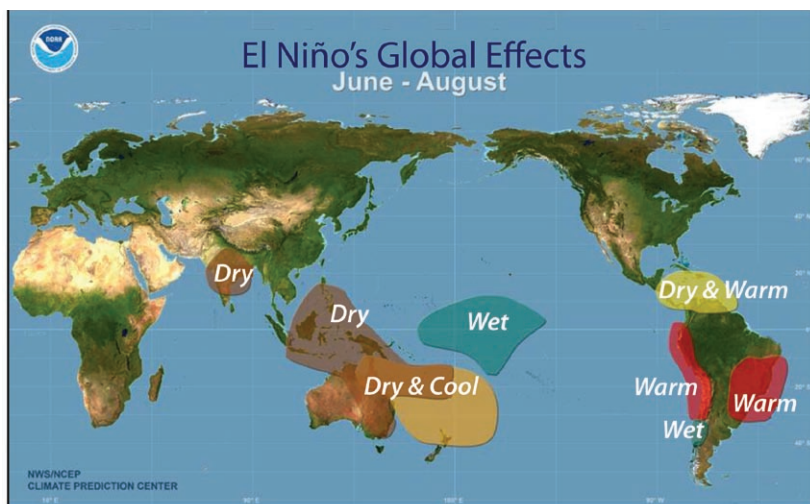 NOAA
El Niño's Global Effects
June - August
Dry
Dry
Wet
Dry & Warm
Dry & Cool
Warm
Warm
Wet
NWS/NCEP
CLIMATE PREDICTION CENTER